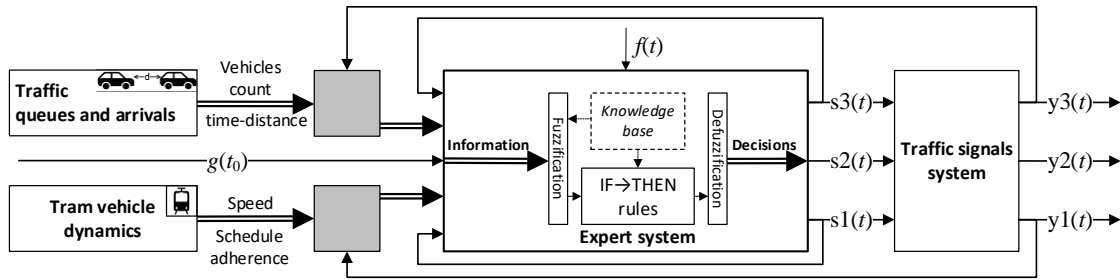 Traffic
queues and arrivals
d
Vehicles
count
time-distance
g(t₀)
Tram vehicle
dynamics
Speed
Schedule
adherence
f(t)
Information
Fuzzification
Knowledge
base
IF→THEN
rules
Defuzzification
Decisions
Expert system
s3(t)
s2(t)
s1(t)
Traffic signals
system
y3(t)
y2(t)
y1(t)